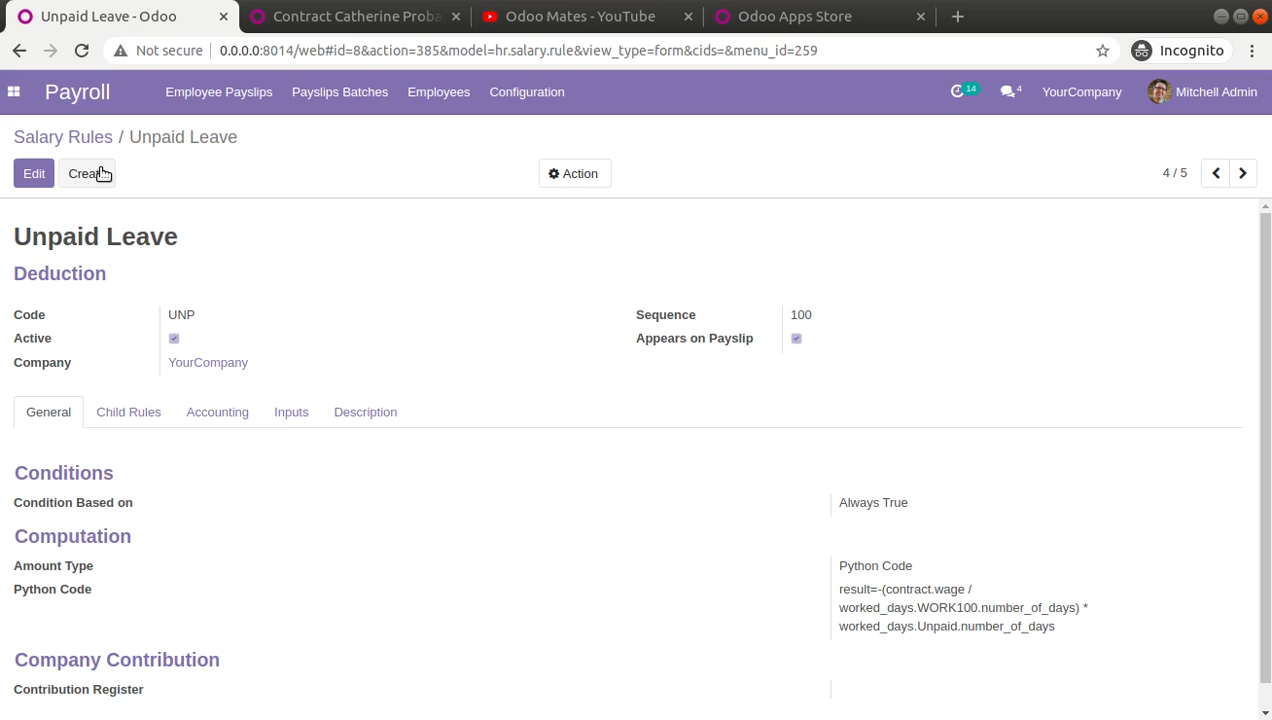 Unpaid Leave - Odoo
Contract Catherine Proba
Odoo Mates - YouTube
Odoo Apps Store
Not secure
0.0.0.0:8014/web#id=8&action=385&model=hr.salary.rule&view_type=form&cids=&menu_id=259
Incognito
Payroll
Employee Payslips
Payslips Batches
Employees
Configuration
14
4
YourCompany
Mitchell Admin
Salary Rules / Unpaid Leave
Edit
Crea
Action
4 / 5
Unpaid Leave
Deduction
Code
UNP
Sequence
100
Active
Appears on Payslip
Company
YourCompany
General
Child Rules
Accounting
Inputs
Description
Conditions
Condition Based on
Always True
Computation
Amount Type
Python Code
Python Code
result=-(contract.wage /
worked_days.WORK100.number_of_days) *
worked_days.Unpaid.number_of_days
Company Contribution
Contribution Register